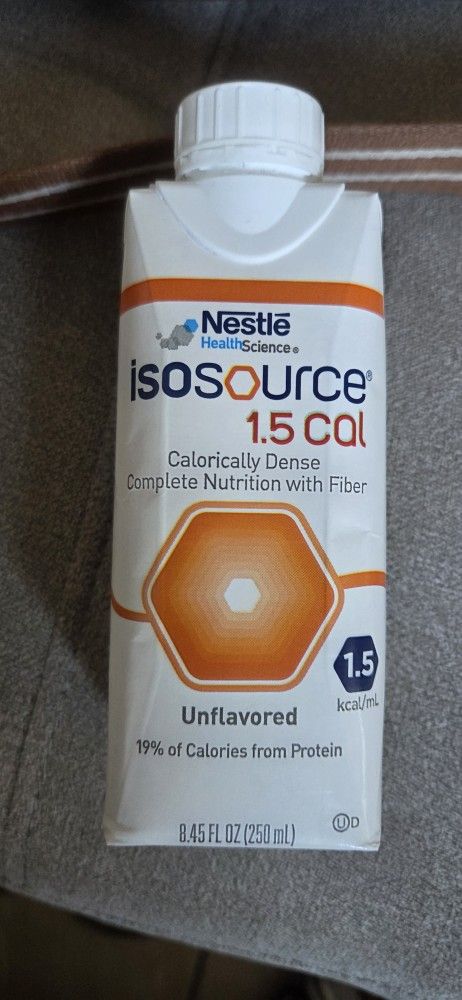 Nestlé
HealthScience®
isosource®
1.5 cal
Calorically Dense
Complete Nutrition with Fiber
1.5
kcal/mL
Unflavored
19% of Calories from Protein
8.45 FL OZ (250 mL)
U D